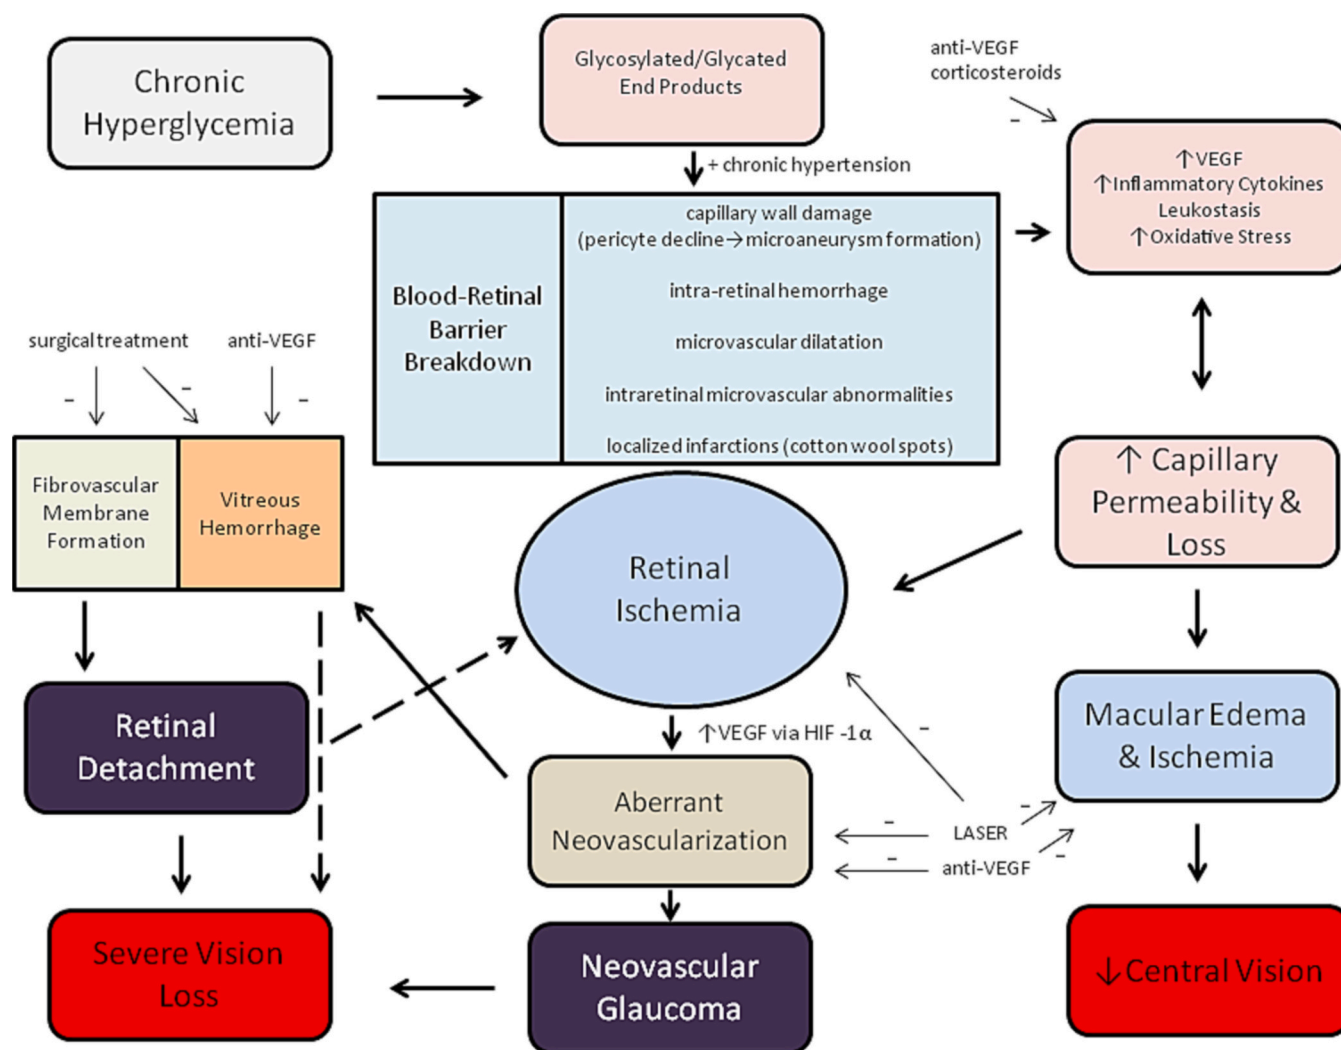 Chronic
Hyperglycemia
Glycosylated/Glycated
End Products
anti-VEGF
corticosteroids
–
↑VEGF
↑Inflammatory Cytokines
Leukostasis
↑Oxidative Stress
+ chronic hypertension
Blood-Retinal
Barrier
Breakdown
capillary wall damage
(pericyte decline→microaneurysm formation)
intra-retinal hemorrhage
microvascular dilatation
intraretinal microvascular abnormalities
localized infarctions (cotton wool spots)
surgical treatment
anti-VEGF
–
–
–
Fibrovascular
Membrane
Formation
Vitreous
Hemorrhage
↑ Capillary
Permeability &
Loss
Retinal
Ischemia
Retinal
Detachment
↑VEGF via HIF -1α
–
Macular Edema
& Ischemia
Aberrant
Neovascularization
–
LASER
–
–
anti-VEGF
–
Severe Vision
Loss
Neovascular
Glaucoma
↓Central Vision